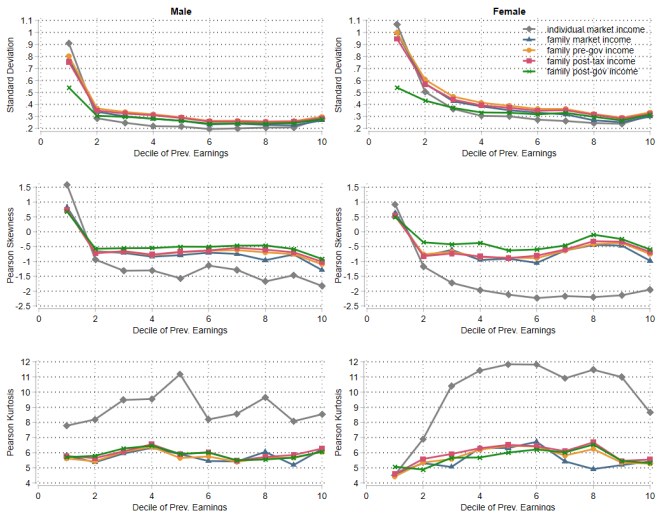 Male
Female
Standard Deviation
1.1
1
.9
.8
.7
.6
.5
.4
.3
.2
0 2 4 6 8 10
Decile of Prev. Earnings
Standard Deviation
1.1
1
.9
.8
.7
.6
.5
.4
.3
.2
individual market income
family market income
family pre-gov income
family post-tax income
family post-gov income
0 2 4 6 8 10
Decile of Prev. Earnings
Pearson Skewness
1.5
1
.5
0
-.5
-1
-1.5
-2
-2.5
0 2 4 6 8 10
Decile of Prev. Earnings
Pearson Skewness
1.5
1
.5
0
-.5
-1
-1.5
-2
-2.5
0 2 4 6 8 10
Decile of Prev. Earnings
Pearson Kurtosis
12
11
10
9
8
7
6
5
4
0 2 4 6 8 10
Decile of Prev. Earnings
Pearson Kurtosis
12
11
10
9
8
7
6
5
4
0 2 4 6 8 10
Decile of Prev. Earnings